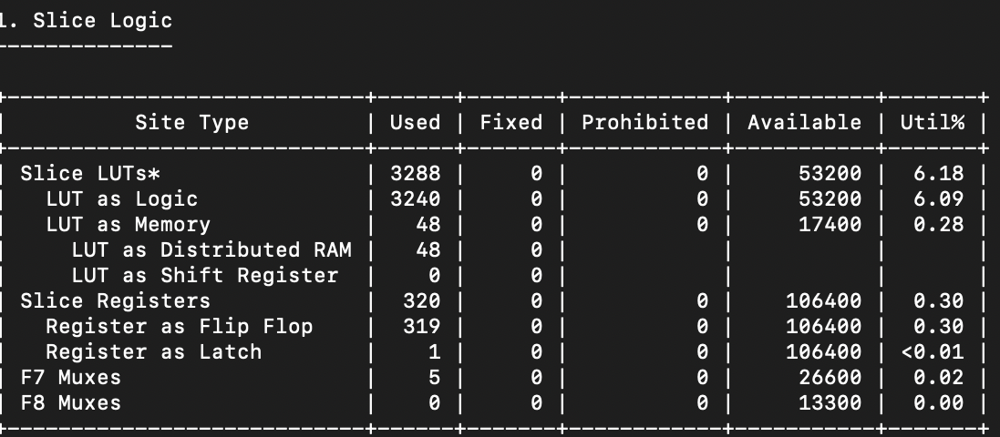 1. Slice Logic
--------------
+----------------------------+------+-------+------------+-----------+-------+
|          Site Type         | Used | Fixed | Prohibited | Available | Util% |
+----------------------------+------+-------+------------+-----------+-------+
| Slice LUTs*                | 3288 |     0 |          0 |     53200 |  6.18 |
|   LUT as Logic             | 3240 |     0 |          0 |     53200 |  6.09 |
|   LUT as Memory            |   48 |     0 |          0 |     17400 |  0.28 |
|     LUT as Distributed RAM |   48 |     0 |            |           |       |
|     LUT as Shift Register  |    0 |     0 |            |           |       |
| Slice Registers            |  320 |     0 |          0 |    106400 |  0.30 |
|   Register as Flip Flop    |  319 |     0 |          0 |    106400 |  0.30 |
|   Register as Latch        |    1 |     0 |          0 |    106400 | <0.01 |
| F7 Muxes                   |    5 |     0 |          0 |     26600 |  0.02 |
| F8 Muxes                   |    0 |     0 |          0 |     13300 |  0.00 |
+----------------------------+------+-------+------------+-----------+-------+